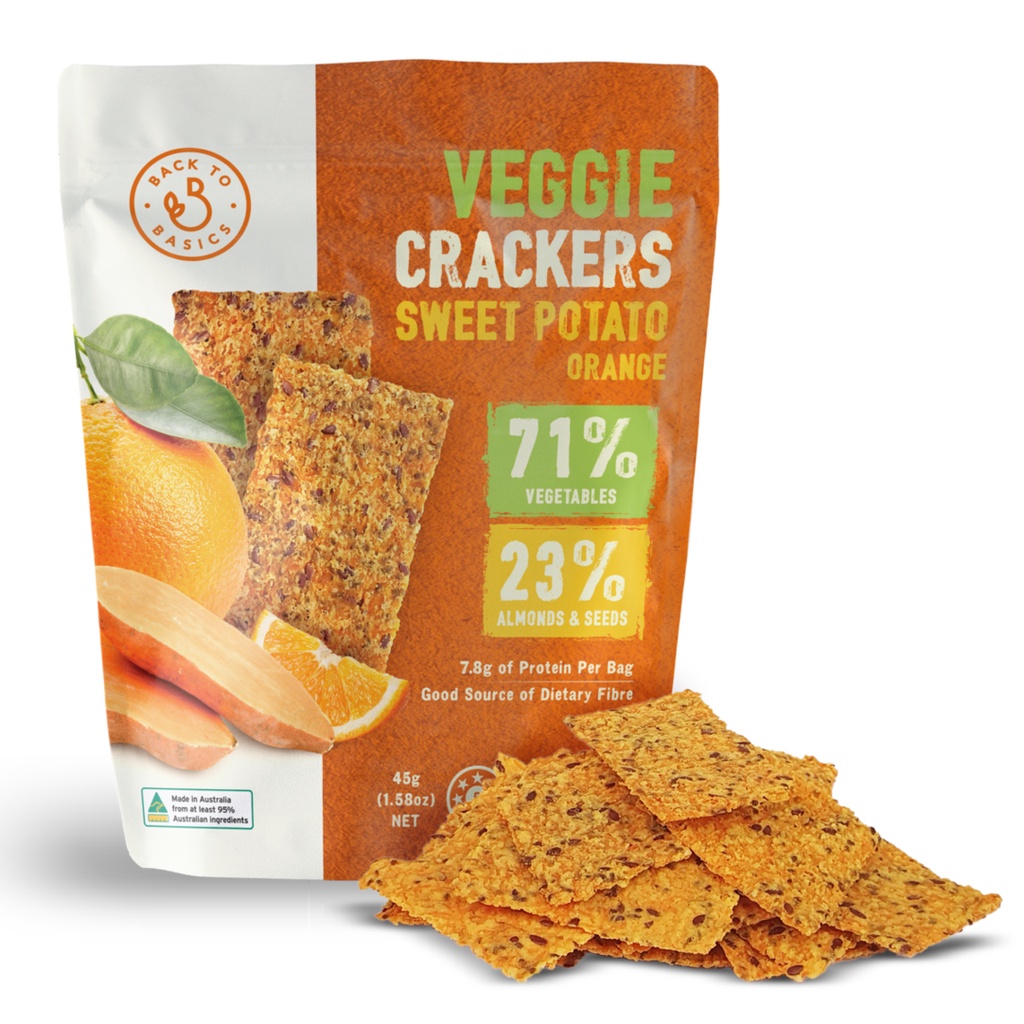 BACK TO
BASICS
VEGGIE
CRACKERS
SWEET POTATO
ORANGE
71%
VEGETABLES
23%
ALMONDS & SEEDS
7.8g of Protein Per Bag
Good Source of Dietary Fibre
45g
(1.58oz)
NET
Made in Australia
from at least 95%
Australian ingredients